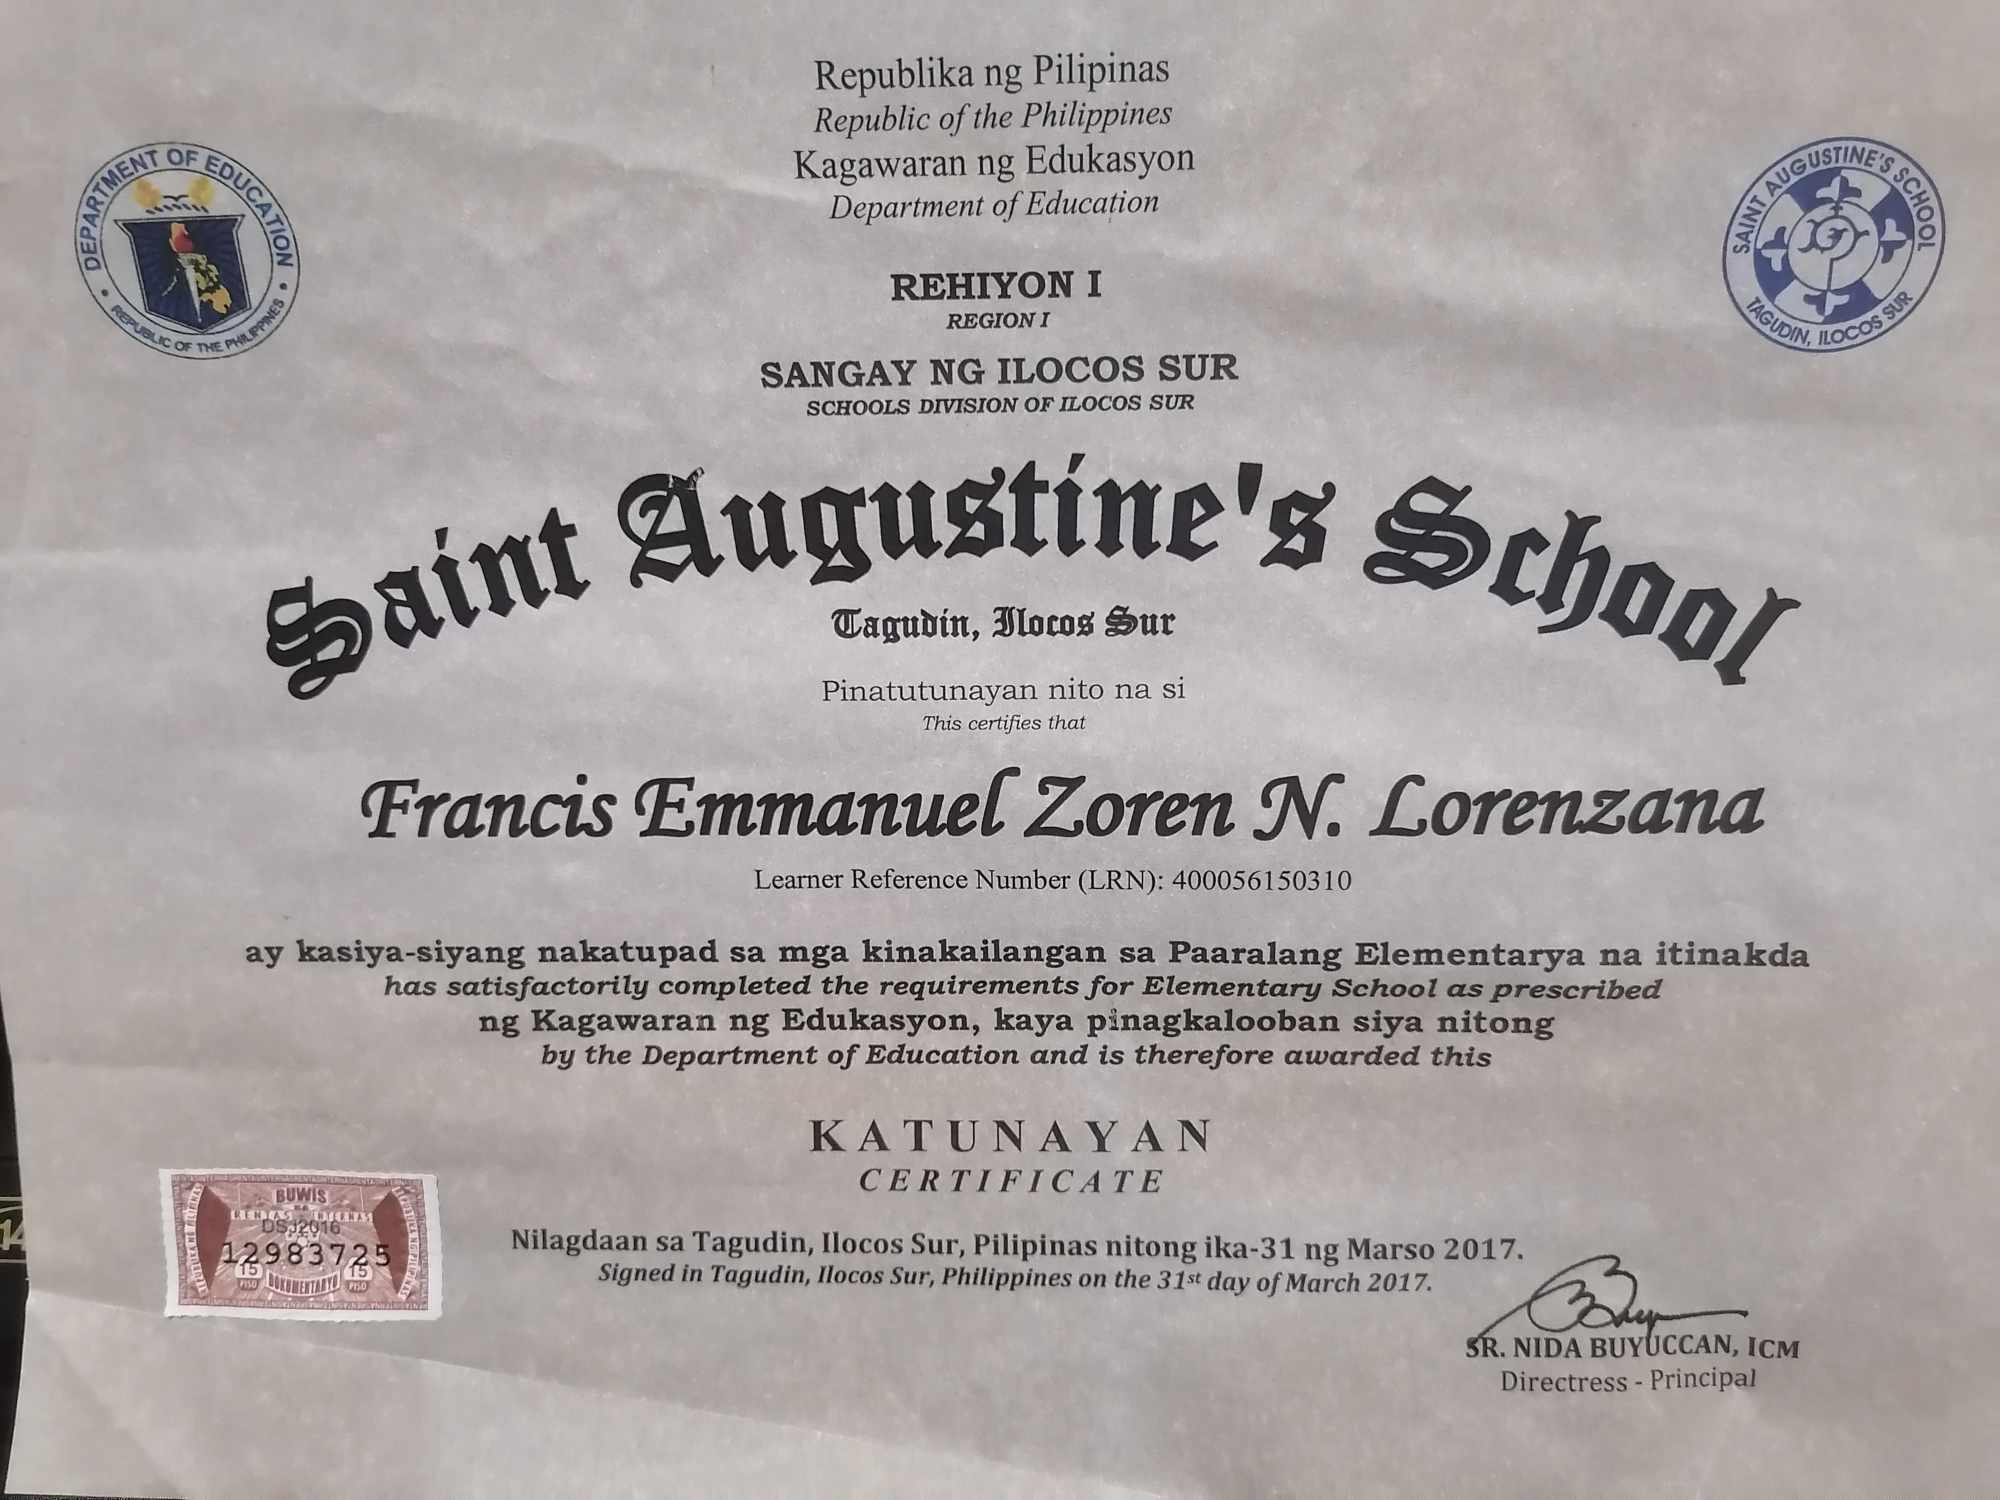 Republika ng Pilipinas
Republic of the Philippines
Kagawaran ng Edukasyon
Department of Education
DEPARTMENT OF EDUCATION
REPUBLIC OF THE PHILIPPINES
SAINT AUGUSTINE'S SCHOOL
TAGUDIN, ILOCOS SUR
REHIYON I
REGION I
SANGAY NG ILOCOS SUR
SCHOOLS DIVISION OF ILOCOS SUR
Saint Augustine's School
Tagudin, Ilocos Sur
Pinatutunayan nito na si
This certifies that
Francis Emmanuel Zoren N. Lorenzana
Learner Reference Number (LRN): 400056150310
ay kasiya-siyang nakatupad sa mga kinakailangan sa Paaralang Elementarya na itinakda
has satisfactorily completed the requirements for Elementary School as prescribed
ng Kagawaran ng Edukasyon, kaya pinagkalooban siya nitong
by the Department of Education and is therefore awarded this
KATUNAYAN
CERTIFICATE
BUWIS
RENTAS INTERNAS
DSJ2016
12983725
15 15
PISO PISO
DOKUMENTARYO
Nilagdaan sa Tagudin, Ilocos Sur, Pilipinas nitong ika-31 ng Marso 2017.
Signed in Tagudin, Ilocos Sur, Philippines on the 31st day of March 2017.
SR. NIDA BUYUCCAN, ICM
Directress - Principal